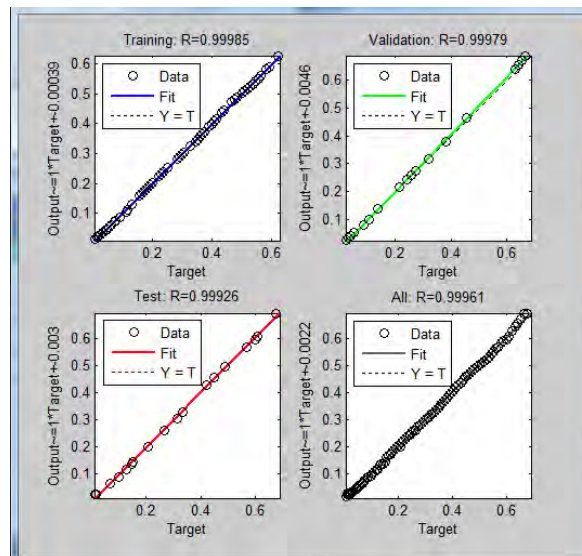 Training: R=0.99985
Output~=1*Target+0.00039
0.6
0.5
0.4
0.3
0.2
0.1
Data
Fit
Y = T
0.2 0.4 0.6
Target
Validation: R=0.99979
Output~=1*Target+-0.0046
0.6
0.5
0.4
0.3
0.2
0.1
Data
Fit
Y = T
0.2 0.4 0.6
Target
Test: R=0.99926
Output~=1*Target+-0.003
0.6
0.5
0.4
0.3
0.2
0.1
Data
Fit
Y = T
0.2 0.4 0.6
Target
All: R=0.99961
Output~=1*Target+-0.0022
0.6
0.5
0.4
0.3
0.2
0.1
Data
Fit
Y = T
0.2 0.4 0.6
Target